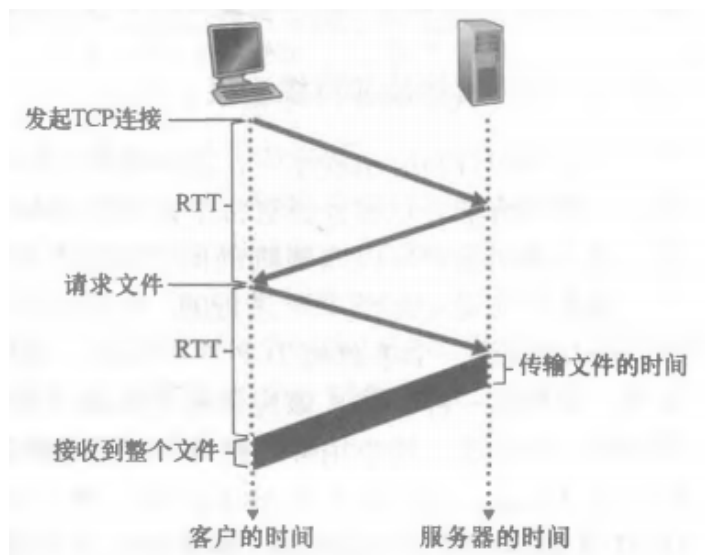 发起TCP连接
RTT
请求文件
RTT
传输文件的时间
接收到整个文件
客户的时间
服务器的时间